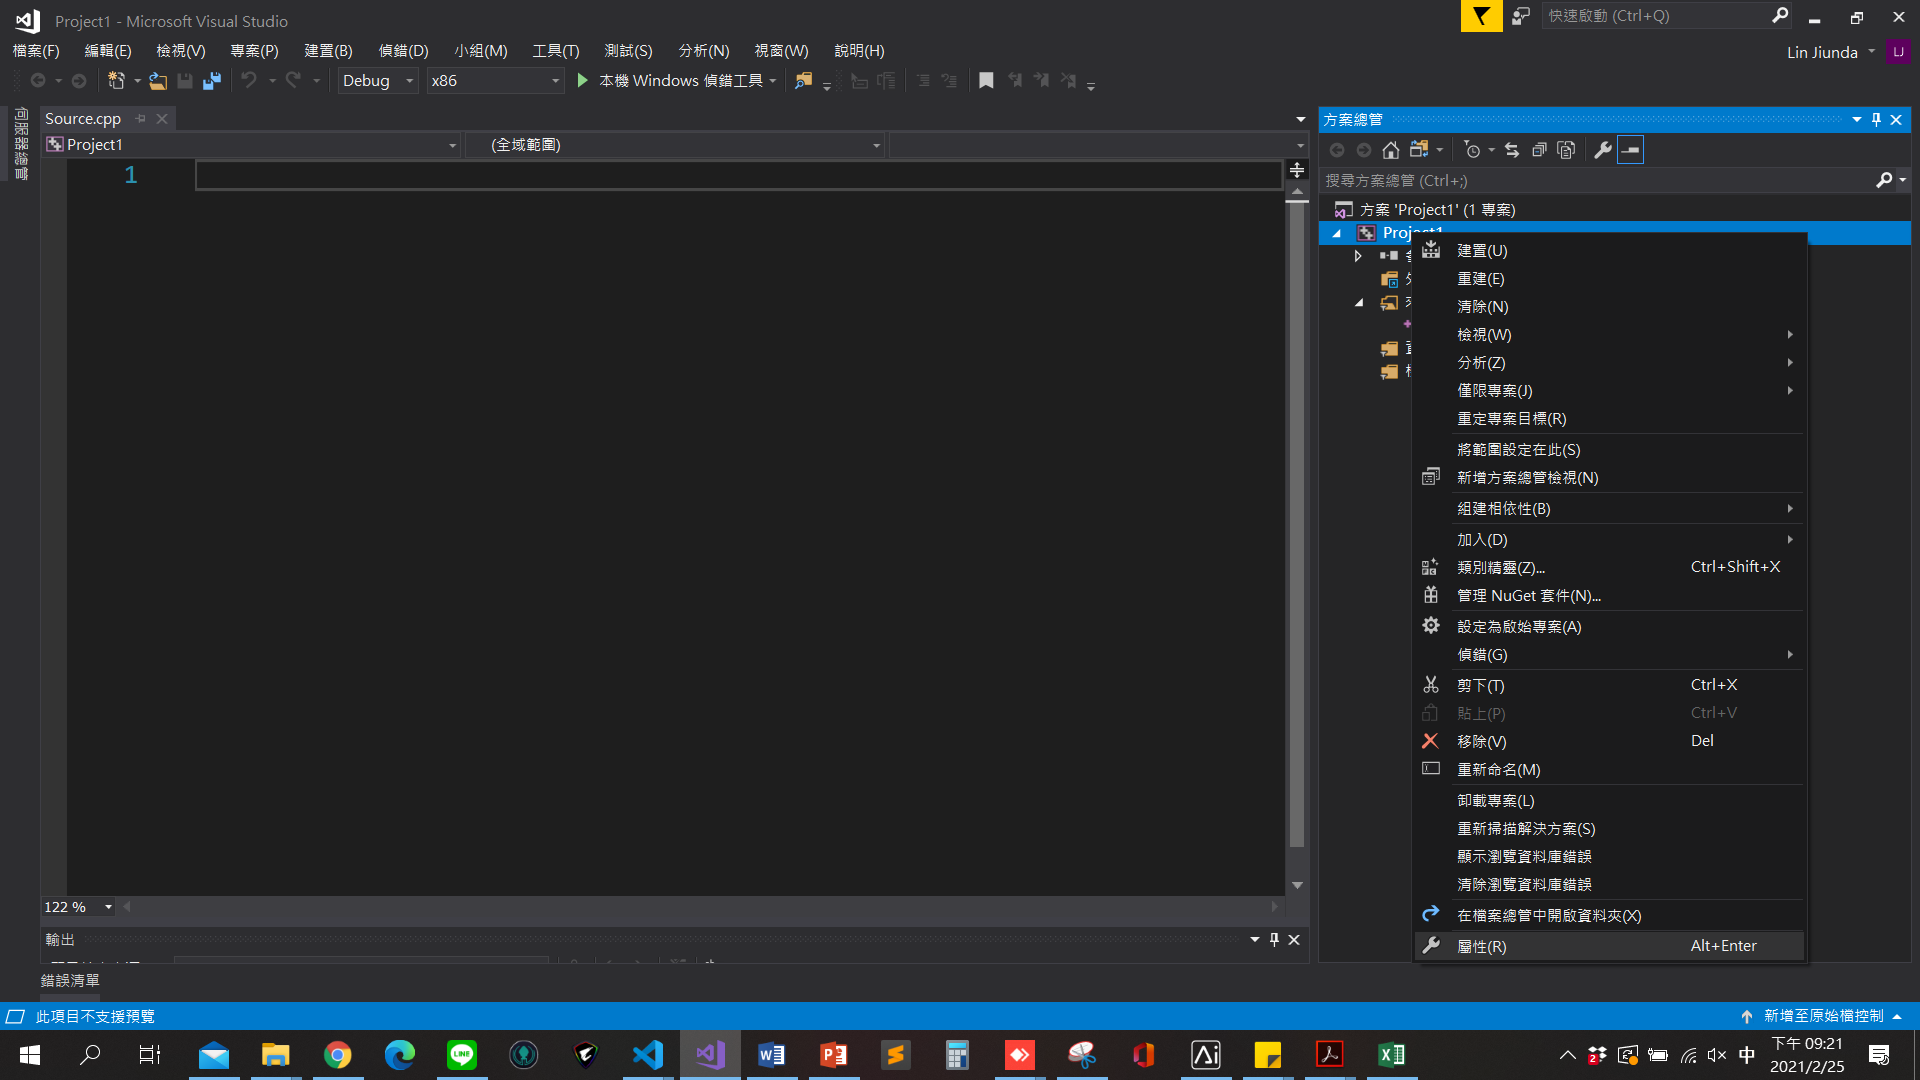 Project1 - Microsoft Visual Studio
快速啟動 (Ctrl+Q)
檔案(F) 編輯(E) 檢視(V) 專案(P) 建置(B) 偵錯(D) 小組(M) 工具(T) 測試(S) 分析(N) 視窗(W) 說明(H)
Lin Jiunda LJ
Debug x86 本機 Windows 偵錯工具
伺服器總管
Source.cpp
Project1 (全域範圍)
1
方案總管
搜尋方案總管 (Ctrl+;)
方案 'Project1' (1 專案)
Project1
建置(U)
重建(E)
清除(N)
檢視(W)
分析(Z)
僅限專案(J)
重定專案目標(R)
將範圍設定在此(S)
新增方案總管檢視(N)
組建相依性(B)
加入(D)
類別精靈(Z)... Ctrl+Shift+X
管理 NuGet 套件(N)...
設定為啟始專案(A)
偵錯(G)
剪下(T) Ctrl+X
貼上(P) Ctrl+V
移除(V) Del
重新命名(M)
卸載專案(L)
重新掃描解決方案(S)
顯示瀏覽資料庫錯誤
清除瀏覽資料庫錯誤
在檔案總管中開啟資料夾(X)
屬性(R) Alt+Enter
122 %
輸出
錯誤清單
此項目不支援預覽
新增至原始檔控制
中
下午 09:21
2021/2/25